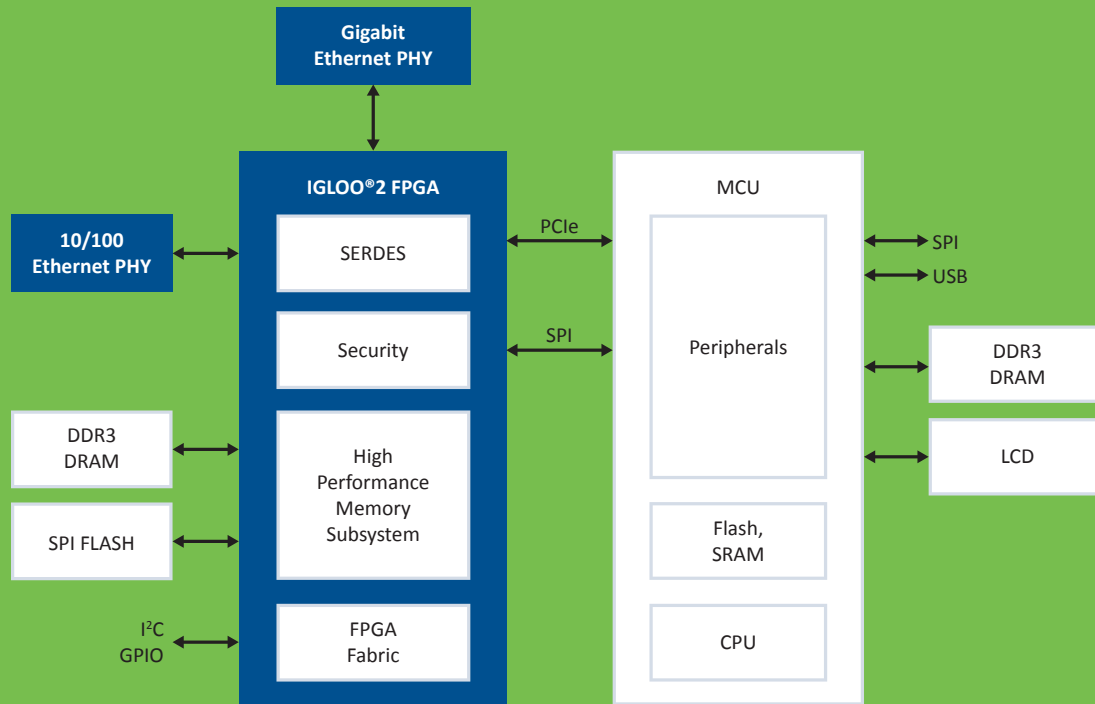 Gigabit
Ethernet PHY
IGLOO®2 FPGA
SERDES
Security
High
Performance
Memory
Subsystem
FPGA
Fabric
10/100
Ethernet PHY
DDR3
DRAM
SPI FLASH
I²C
GPIO
PCIe
SPI
MCU
Peripherals
Flash,
SRAM
CPU
SPI
USB
DDR3
DRAM
LCD